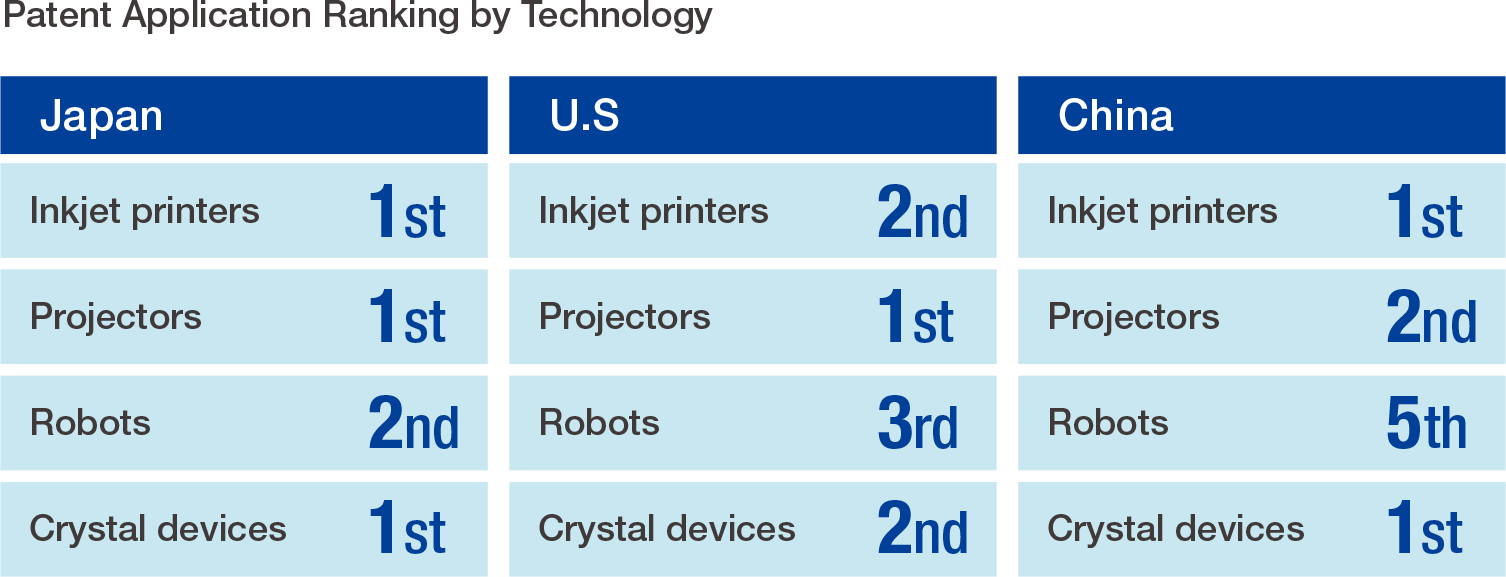 Patent Application Ranking by Technology
Japan
Inkjet printers 1st
Projectors 1st
Robots 2nd
Crystal devices 1st
U.S
Inkjet printers 2nd
Projectors 1st
Robots 3rd
Crystal devices 2nd
China
Inkjet printers 1st
Projectors 2nd
Robots 5th
Crystal devices 1st